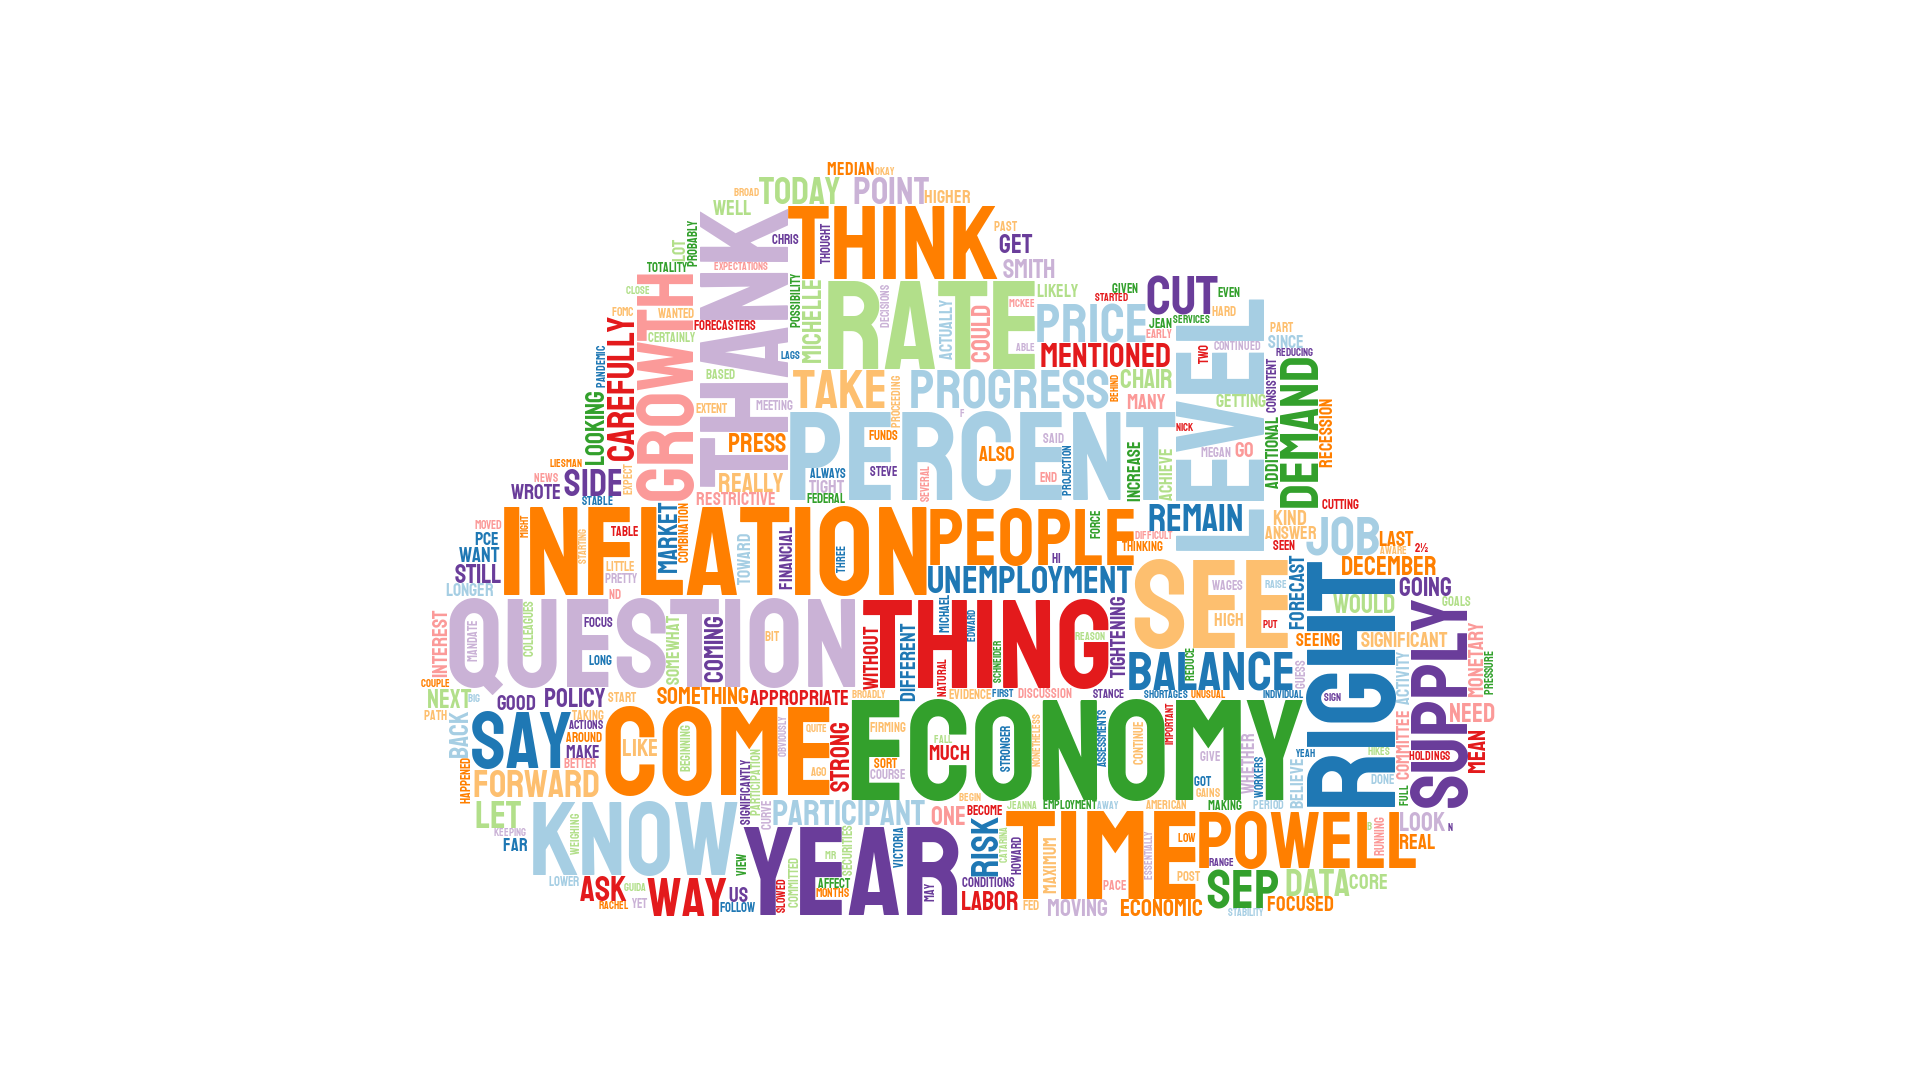 MEDIAN
OKAY
BROAD
TODAY
POINT
HIGHER
WELL
THINK
THANK
CHRIS
THOUGHT
PAST
GET
SMITH
LOT
PROBABLY
TOTALITY
EXPECTATIONS
CLOSE
GROWTH
POSSIBILITY
MICHELLE
RATE
DECISIONS
ACTUALLY
COULD
MCKEE
ABLE
LIKELY
GIVEN
STARTED
CUT
EVEN
PRICE
JEAN
SERVICES
HARD
EARLY
MENTIONED
TWO
CONTINUED
PART
SINCE
REDUCING
FOMC
WANTED
FORECASTERS
CERTAINLY
LAGS
BASED
PANDEMIC
CAREFULLY
LOOKING
TAKE
PROCEEDING
PROGRESS
BEHIND
CHAIR
MANY
LEVEL
GETTING
CONSISTENT
DEMAND
RECESSION
ADDITIONAL
EXTENT
MEETING
PRESS
PERCENT
FUNDS
F
SAID
NICK
MEGAN
GO
ALSO
STEVE
SEVERAL
END
PROJECTION
INCREASE
ACHIEVE
ALWAYS
TIGHT
FEDERAL
REALLY
RESTRICTIVE
LIESMAN
NEWS
SIDE
WROTE
EXPECT
STABLE
CUTTING
MOVED
PCE
WANT
STILL
LONGER
MIGHT
INFLATION
STARTING
TABLE
LITTLE
PRETTY
ND
MARKET
COMBINATION
TOWARD
FINANCIAL
THREE
PEOPLE
FORCE
HI
DIFFICULT
THINKING
REMAIN
KIND
ANSWER
SEEN
JOB
LAST
AWARE
2½
DECEMBER
UNEMPLOYMENT
SEE
WAGES
RAISE
HIGH
PUT
FORECAST
GOING
WOULD
GOALS
SEEING
SIGNIFICANT
INTEREST
QUESTION
MANDATE
COLLEAGUES
FOCUS
LONG
SOMEWHAT
COMING
BIT
THING
WITHOUT
DIFFERENT
MICHAEL
NATURAL
EDWARD
SCHNEIDER
REASON
TIGHTENING
BALANCE
REDUCE
GUESS
RIGHT
SIGN
ACTIVITY
SUPPLY
MONETARY
PRESSURE
COUPLE
NEXT
BIG
GOOD
POLICY
START
SOMETHING
APPROPRIATE
BROADLY
EVIDENCE
FIRST
DISCUSSION
STANCE
SHORTAGES
UNUSUAL
INDIVIDUAL
PATH
BACK
SAY
TAKING
ACTIONS
AROUND
MAKE
BETTER
COME
LIKE
BEGINNING
OBVIOUSLY
QUITE
AGO
STRONG
ECONOMY
FIRMING
SORT
COURSE
FALL
MUCH
STRONGER
NONETHELESS
ASSESSMENTS
CONTINUE
IMPORTANT
GIVE
GOT
GAINS
WHETHER
WORKERS
YEAH
BELIEVE
HIKES
DONE
COMMITTEE
HOLDINGS
FULL
NEED
MEAN
HAPPENED
FORWARD
LET
KEEPING
FAR
KNOW
WEIGHING
SIGNIFICANTLY
PARTICIPATION
CURVE
PARTICIPANT
ONE
BEGIN
BECOME
JEANNA
EMPLOYMENT
AWAY
AMERICAN
MAKING
PERIOD
LOOK
N
LOWER
ASK
GUIDA
RACHEL
YET
WAY
US
VIEW
FOLLOW
YEAR
SLOWED
COMMITTED
MR
AFFECT
MONTHS
SECURITIES
VICTORIA
MAY
RISK
CATARINA
HOWARD
CONDITIONS
LABOR
TIME
FED
MAXIMUM
MOVING
PACE
ESSENTIALLY
LOW
POST
ECONOMIC
POWELL
RANGE
B
RUNNING
REAL
SEP
DATA
CORE
FOCUSED
STABILITY